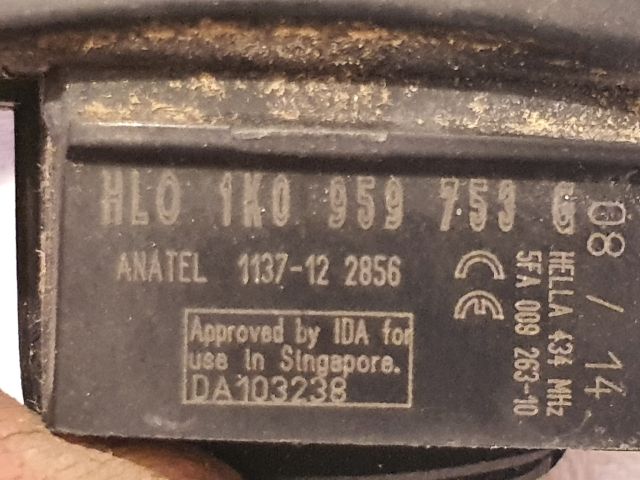 HLO 1K0 959 753 G
ANATEL 1137-12 2856
CE
Approved by IDA for
use in Singapore.
DA103238
08 / 14
HELLA 434 MHz
5FA 009 263-10